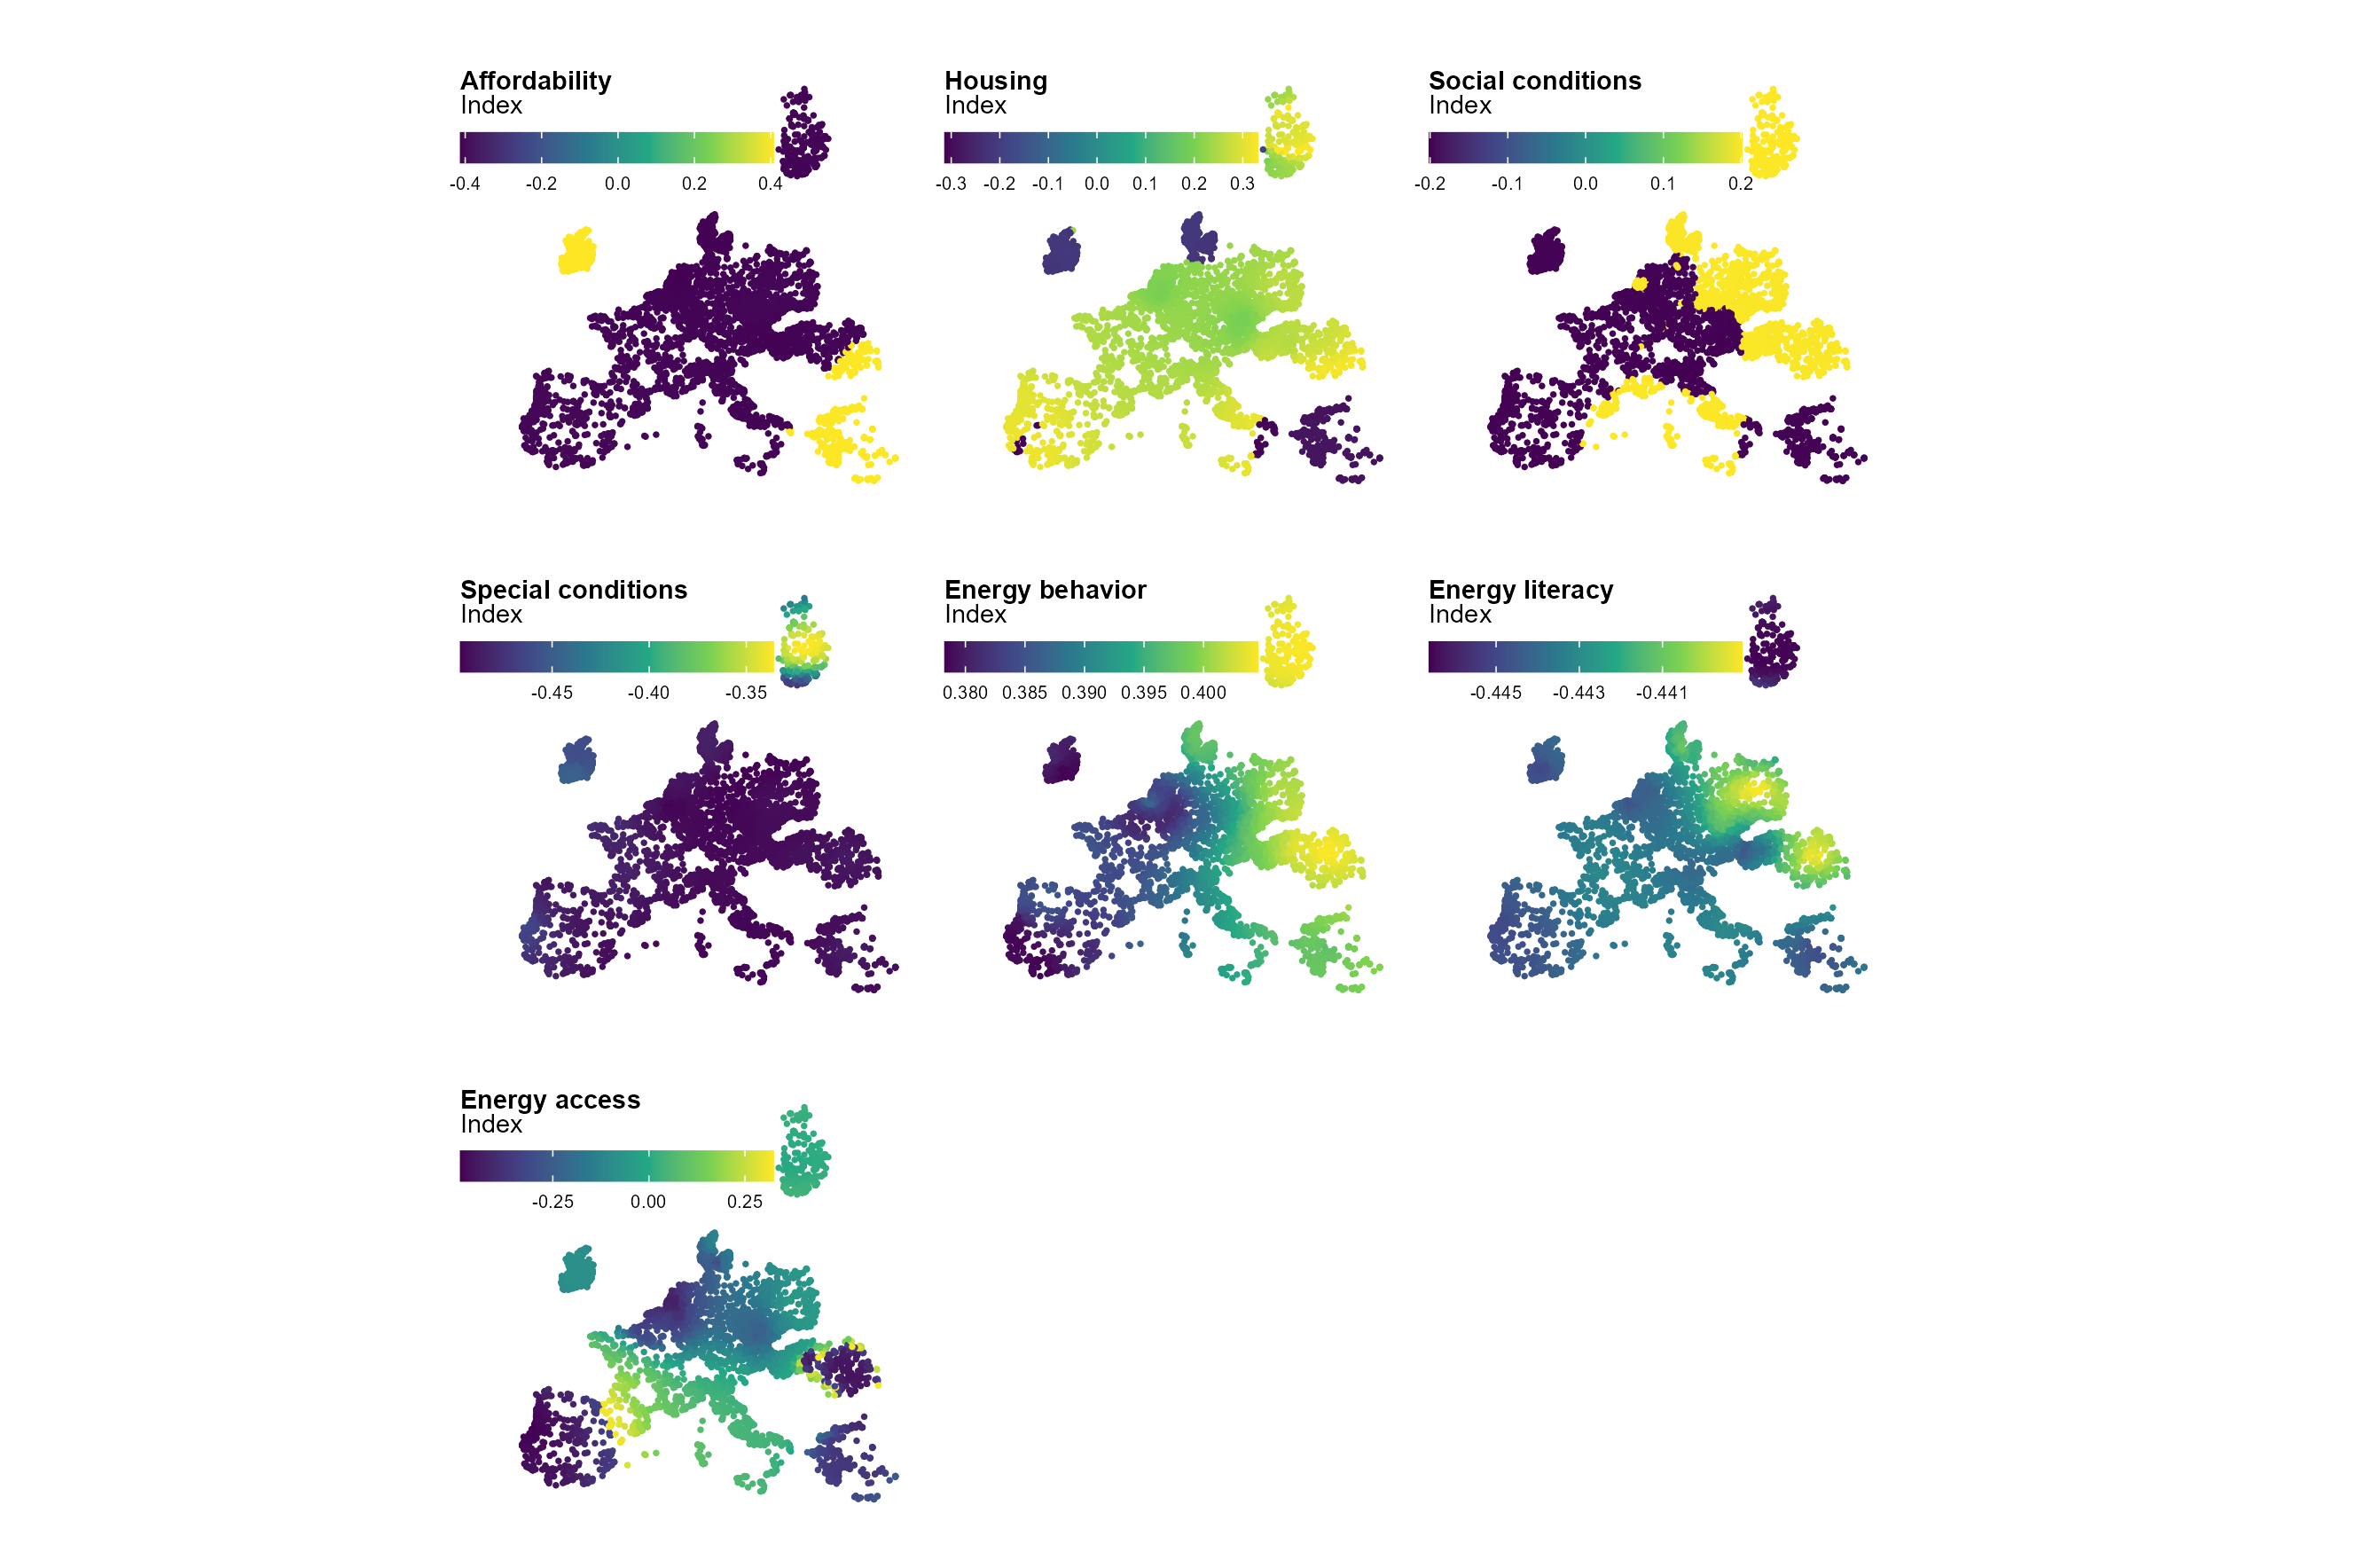 Affordability
Index
-0.4 -0.2 0.0 0.2 0.4
Housing
Index
-0.3 -0.2 -0.1 0.0 0.1 0.2 0.3
Social conditions
Index
-0.2 -0.1 0.0 0.1 0.2
Special conditions
Index
-0.45 -0.40 -0.35
Energy behavior
Index
0.380 0.385 0.390 0.395 0.400
Energy literacy
Index
-0.445 -0.443 -0.441
Energy access
Index
-0.25 0.00 0.25